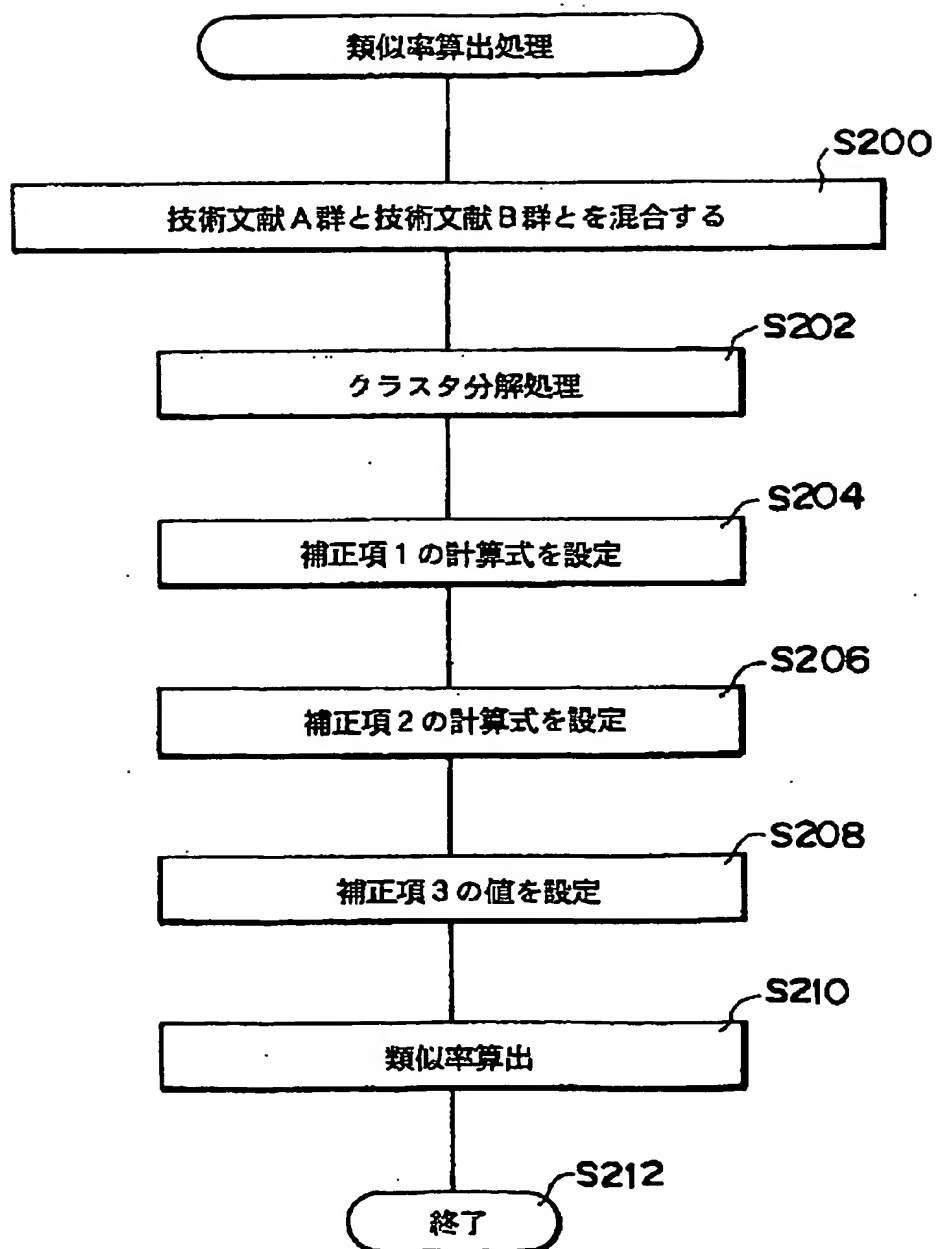 類似率算出処理
S200
技術文献A群と技術文献B群とを混合する
S202
クラスタ分解処理
S204
補正項1の計算式を設定
S206
補正項2の計算式を設定
S208
補正項3の値を設定
S210
類似率算出
S212
終了